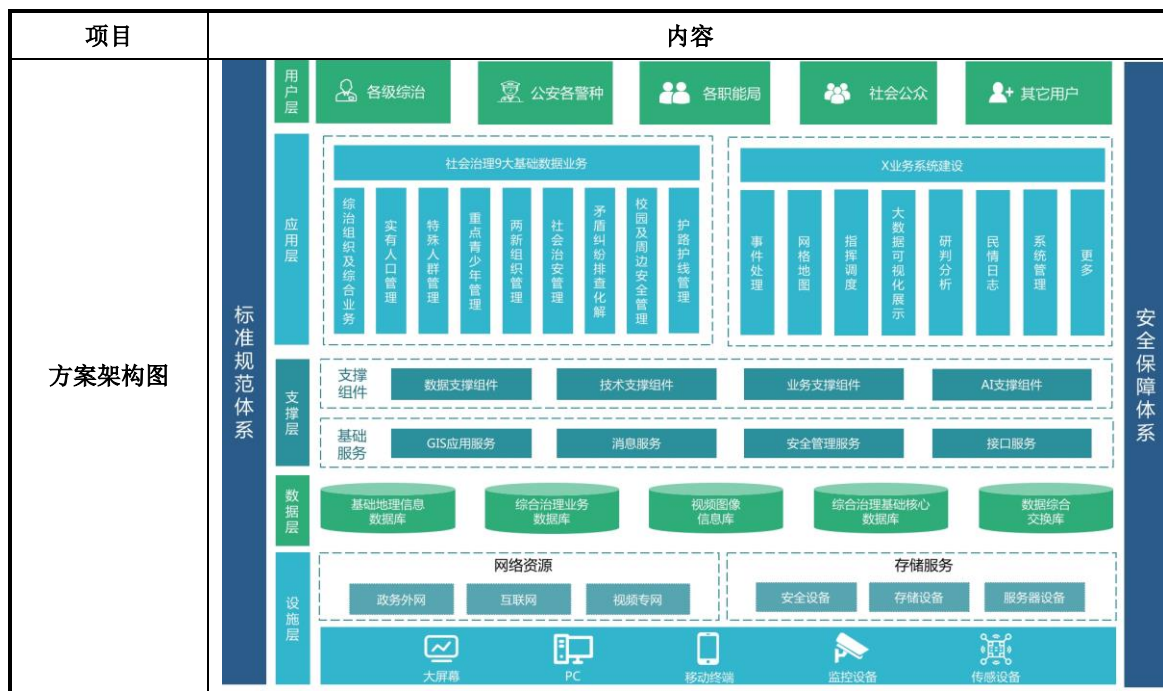 项目
内容
方案架构图
标准规范体系
安全保障体系
用户层
各级综治
公安各警种
各职能局
社会公众
其它用户
应用层
社会治理9大基础数据业务
综治组织及综合业务
实有人口管理
特殊人群管理
重点青少年管理
两新组织管理
社会治安管理
矛盾纠纷排查化解
校园及周边安全管理
护路护线管理
X业务系统建设
事件处理
网格地图
指挥调度
大数据可视化展示
研判分析
民情日志
系统管理
更多
支撑层
支撑
组件
数据支撑组件
技术支撑组件
业务支撑组件
AI支撑组件
基础
服务
GIS应用服务
消息服务
安全管理服务
接口服务
数据层
基础地理信息
数据库
综合治理业务
数据库
视频图像
信息库
综合治理基础核心
数据库
数据综合
交换库
设施层
网络资源
政务外网
互联网
视频专网
存储服务
安全设备
存储设备
服务器设备
大屏幕
PC
移动终端
监控设备
传感设备